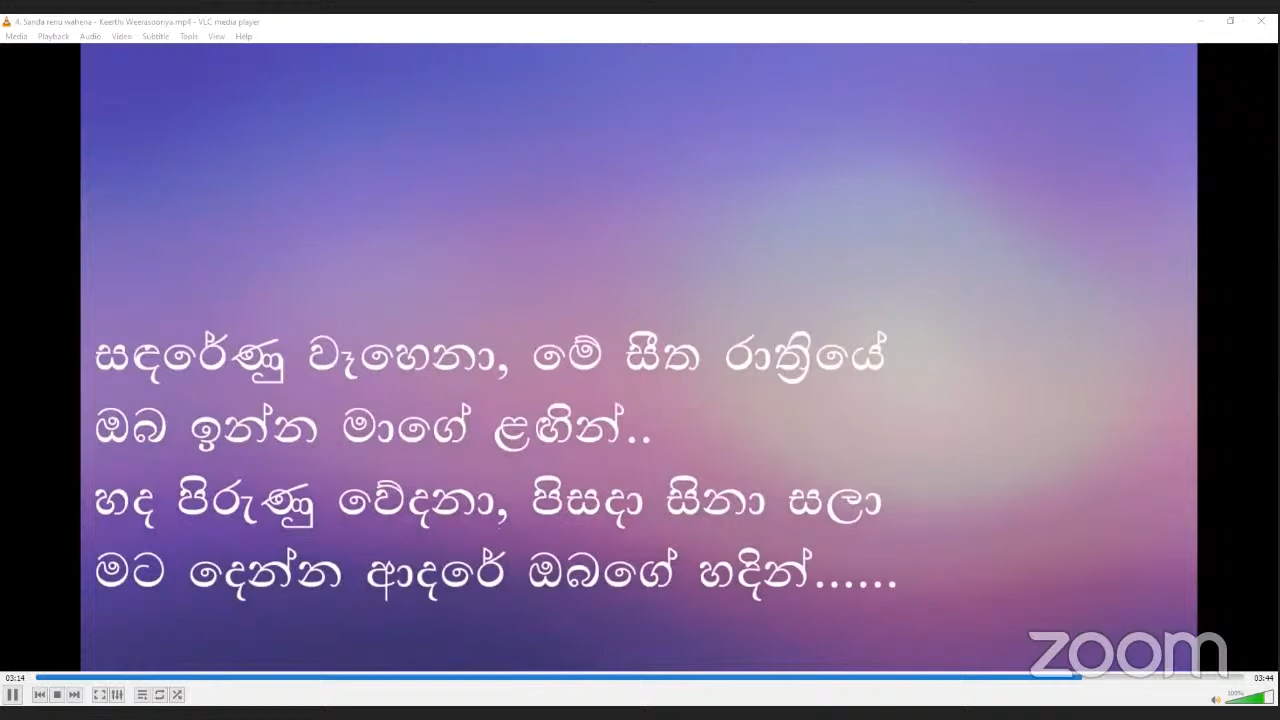 4. Sanda renu wahena - Keerthi Weerasooriya.mp4 - VLC media player
Media Playback Audio Video Subtitle Tools View Help
සඳරේණු වෑහෙනා, මේ සීත රාත්‍රියේ
ඔබ ඉන්න මාගේ ළඟින්..
හද පිරුණු වේදනා, පිසදා සිනා සලා
මට දෙන්න ආදරේ ඔබගේ හදින්......
zoom
03:14 03:44
100%